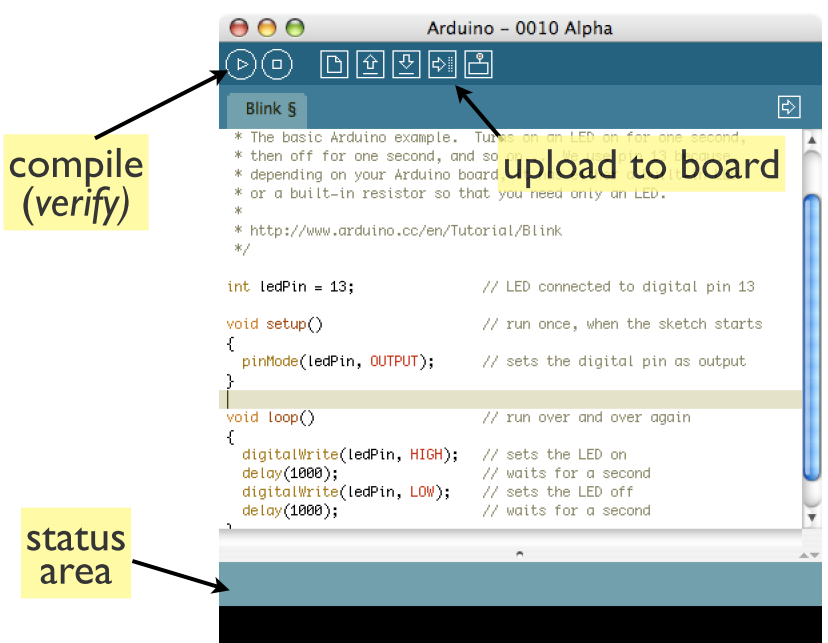 Arduino – 0010 Alpha
Blink §
* The basic Arduino example. Turns on an LED on for one second,
* then off for one second, and so on
* depending on your Arduino board,
* or a built-in resistor so that you need only an LED.
*
* http://www.arduino.cc/en/Tutorial/Blink
*/
int ledPin = 13; // LED connected to digital pin 13
void setup() // run once, when the sketch starts
{
pinMode(ledPin, OUTPUT); // sets the digital pin as output
}
void loop() // run over and over again
{
digitalWrite(ledPin, HIGH); // sets the LED on
delay(1000); // waits for a second
digitalWrite(ledPin, LOW); // sets the LED off
delay(1000); // waits for a second
}
compile
(verify)
upload to board
status
area